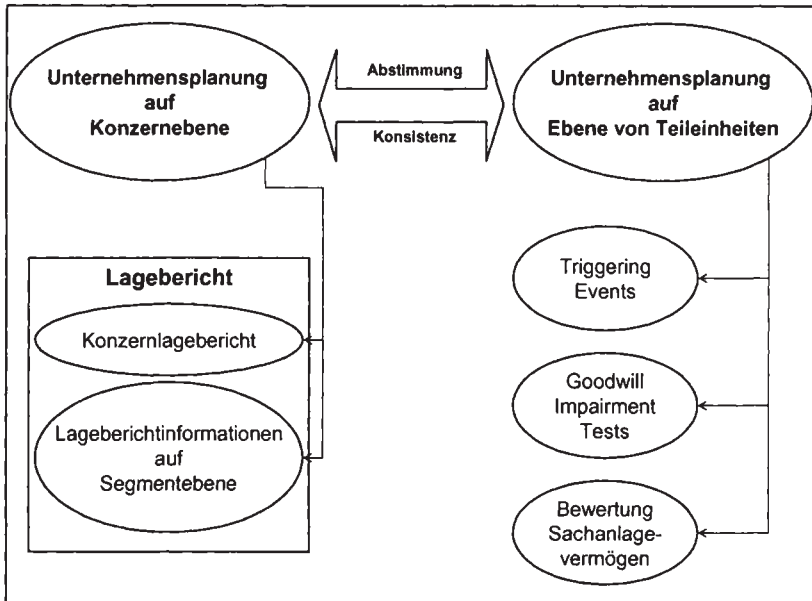 Unternehmensplanung
auf
Konzernebene
Abstimmung
Konsistenz
Unternehmensplanung
auf
Ebene von Teileinheiten
Lagebericht
Konzernlagebericht
Lageberichtinformationen
auf
Segmentebene
Triggering
Events
Goodwill
Impairment
Tests
Bewertung
Sachanlage-
vermögen